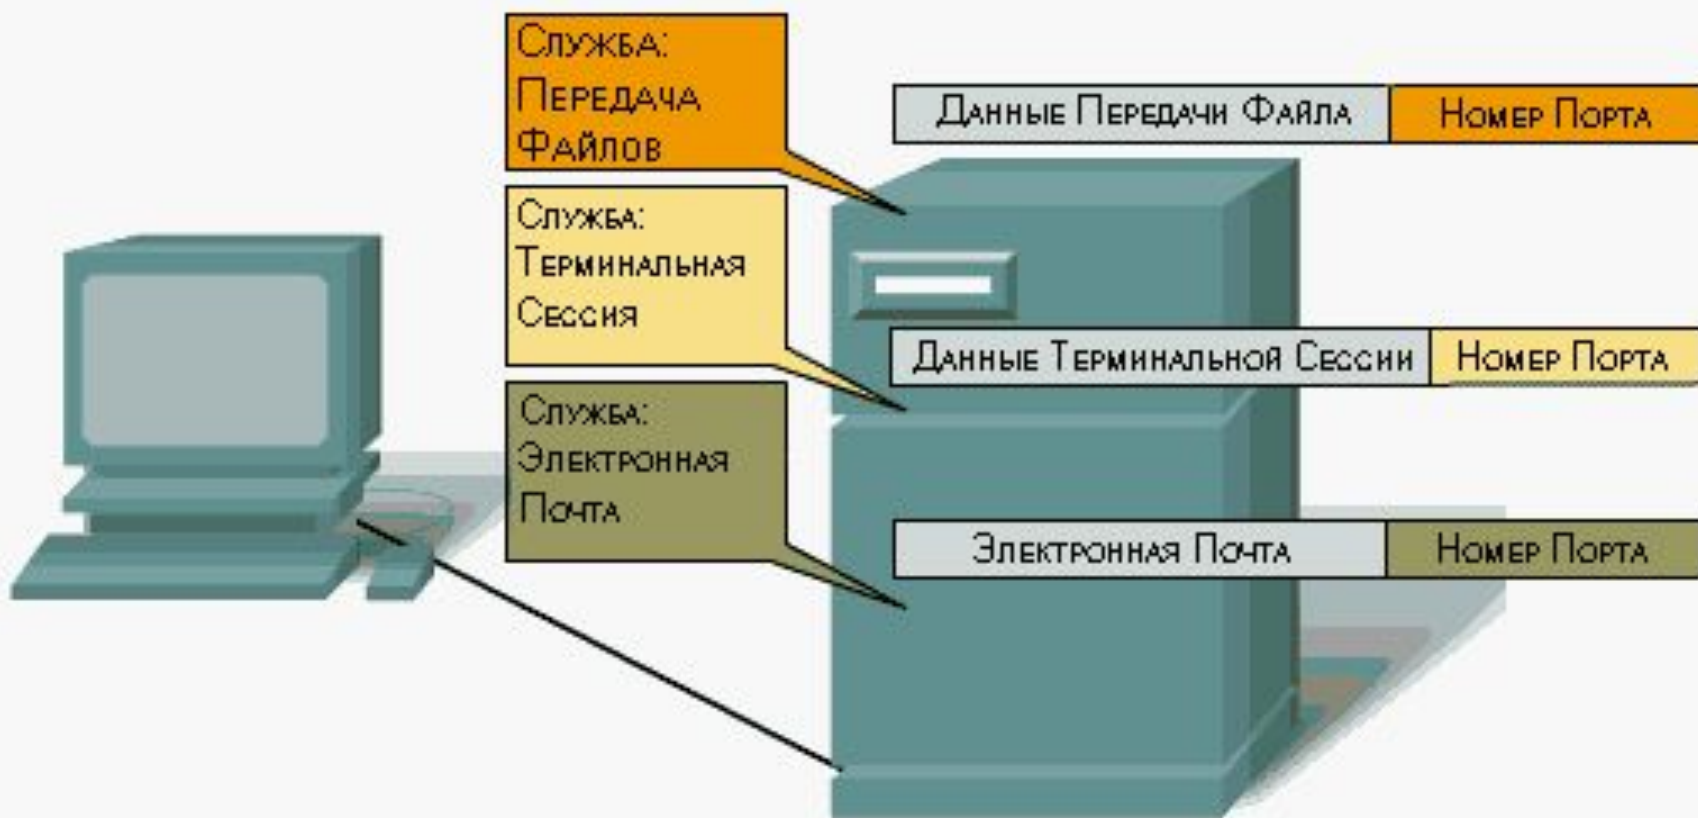 Служба:
Передача
Файлов
Данные Передачи Файла
Номер Порта
Служба:
Терминальная
Сессия
Данные Терминальной Сессии
Номер Порта
Служба:
Электронная
Почта
Электронная Почта
Номер Порта